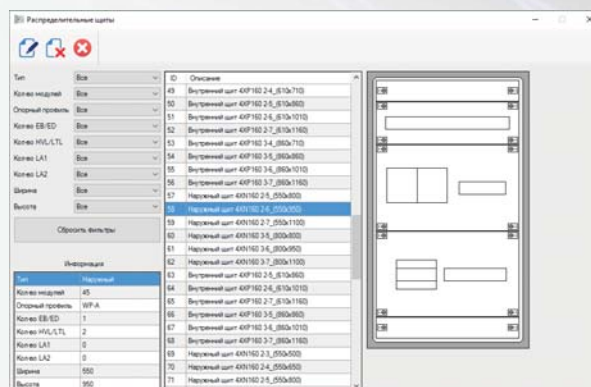 Распределительные щиты
Тип Все
Кол-во модулей Все
Опорный профиль Все
Кол-во EB/ED Все
Кол-во HVL/LTL Все
Кол-во LA1 Все
Кол-во LA2 Все
Ширина Все
Высота Все
Сбросить фильтры
Информация
Тип Наружный
Кол-во модулей 45
Опорный профиль WP-A
Кол-во EB/ED 1
Кол-во HVL/LTL 2
Кол-во LA1 0
Кол-во LA2 0
Ширина 550
Высота 950
ID Описание
49 Внутренний щит 4XP160 2-4_(610x710)
50 Внутренний щит 4XP160 2-5_(610x860)
51 Внутренний щит 4XP160 2-6_(610x1010)
52 Внутренний щит 4XP160 2-7_(610x1160)
53 Внутренний щит 4XP160 3-4_(860x710)
54 Внутренний щит 4XP160 3-5_(860x860)
55 Внутренний щит 4XP160 3-6_(860x1010)
56 Внутренний щит 4XP160 3-7_(860x1160)
57 Наружный щит 4XN160 2-5_(550x800)
58 Наружный щит 4XN160 2-6_(550x950)
59 Наружный щит 4XN160 2-7_(550x1100)
60 Наружный щит 4XN160 3-5_(800x800)
61 Наружный щит 4XN160 3-6_(800x950)
62 Наружный щит 4XN160 3-7_(800x1100)
63 Внутренний щит 4XP160 2-5_(610x860)
64 Внутренний щит 4XP160 2-6_(610x1010)
65 Внутренний щит 4XP160 2-7_(610x1160)
66 Внутренний щит 4XP160 3-5_(860x860)
67 Внутренний щит 4XP160 3-6_(860x1010)
68 Внутренний щит 4XP160 3-7_(860x1160)
69 Наружный щит 4XN160 2-3_(550x500)
70 Наружный щит 4XN160 2-4_(550x650)
71 Наружный щит 4XN160 2-5_(550x800)